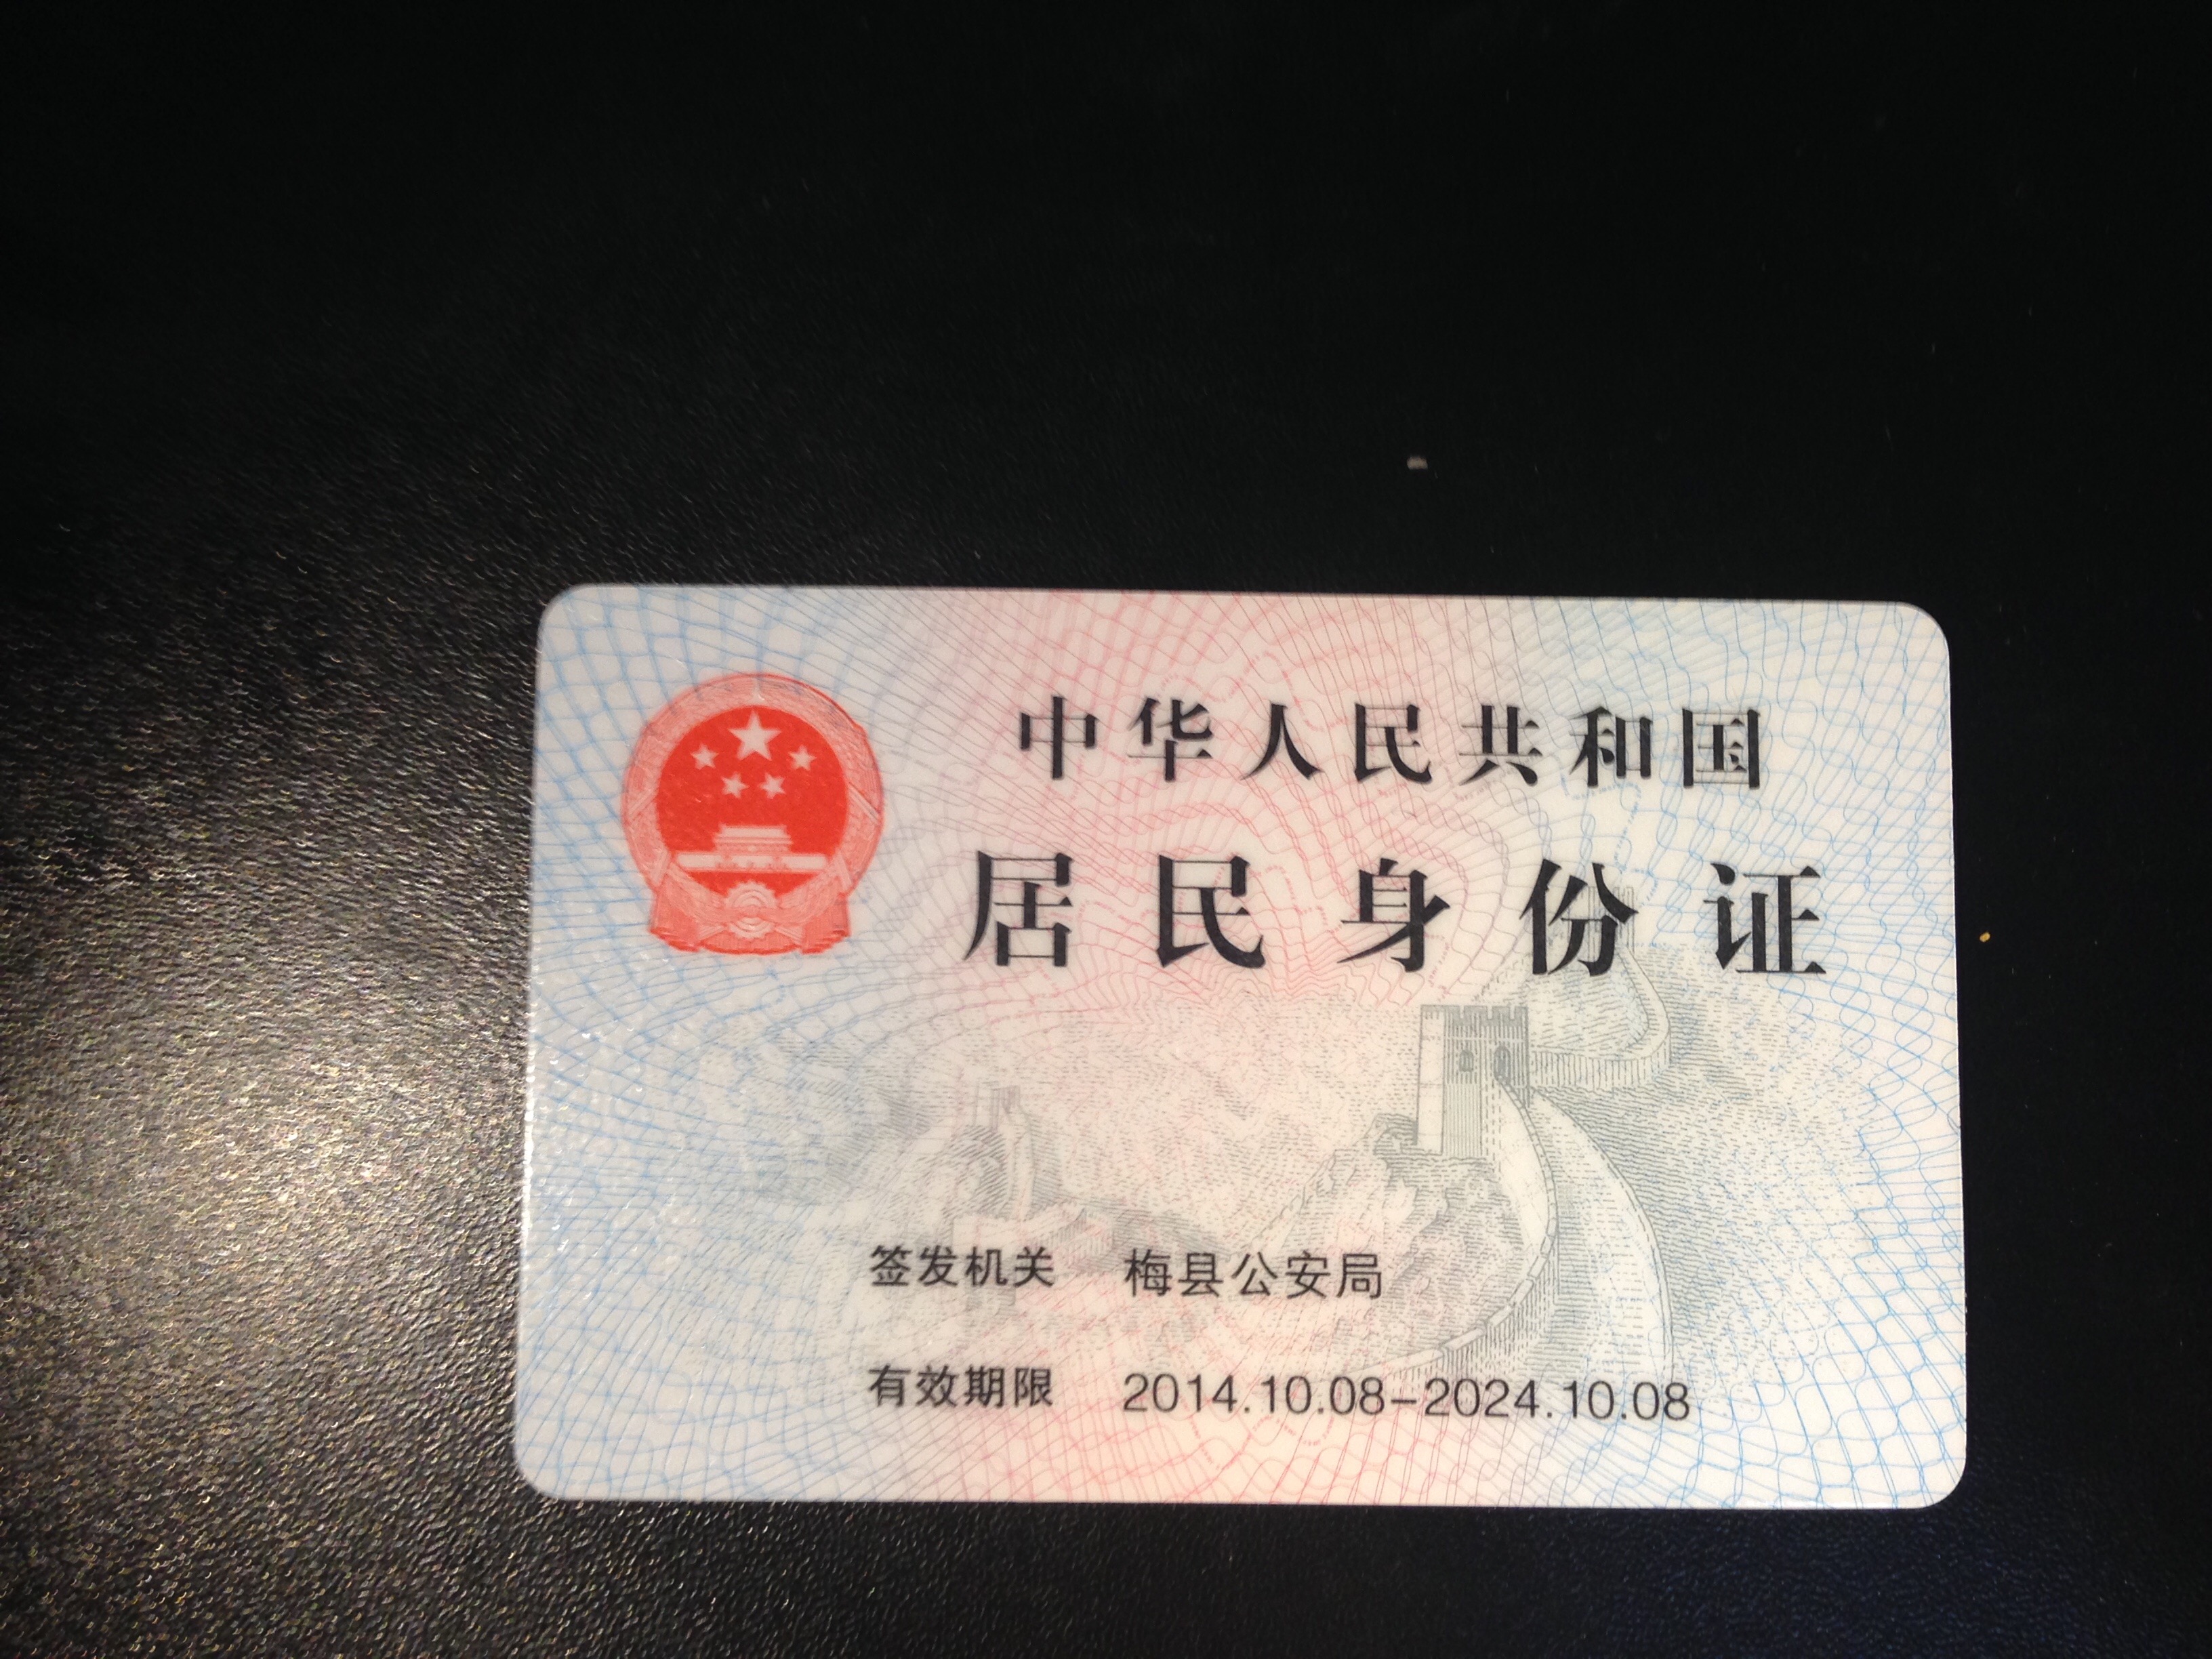 中华人民共和国
居民身份证
签发机关 梅县公安局
有效期限 2014.10.08-2024.10.08